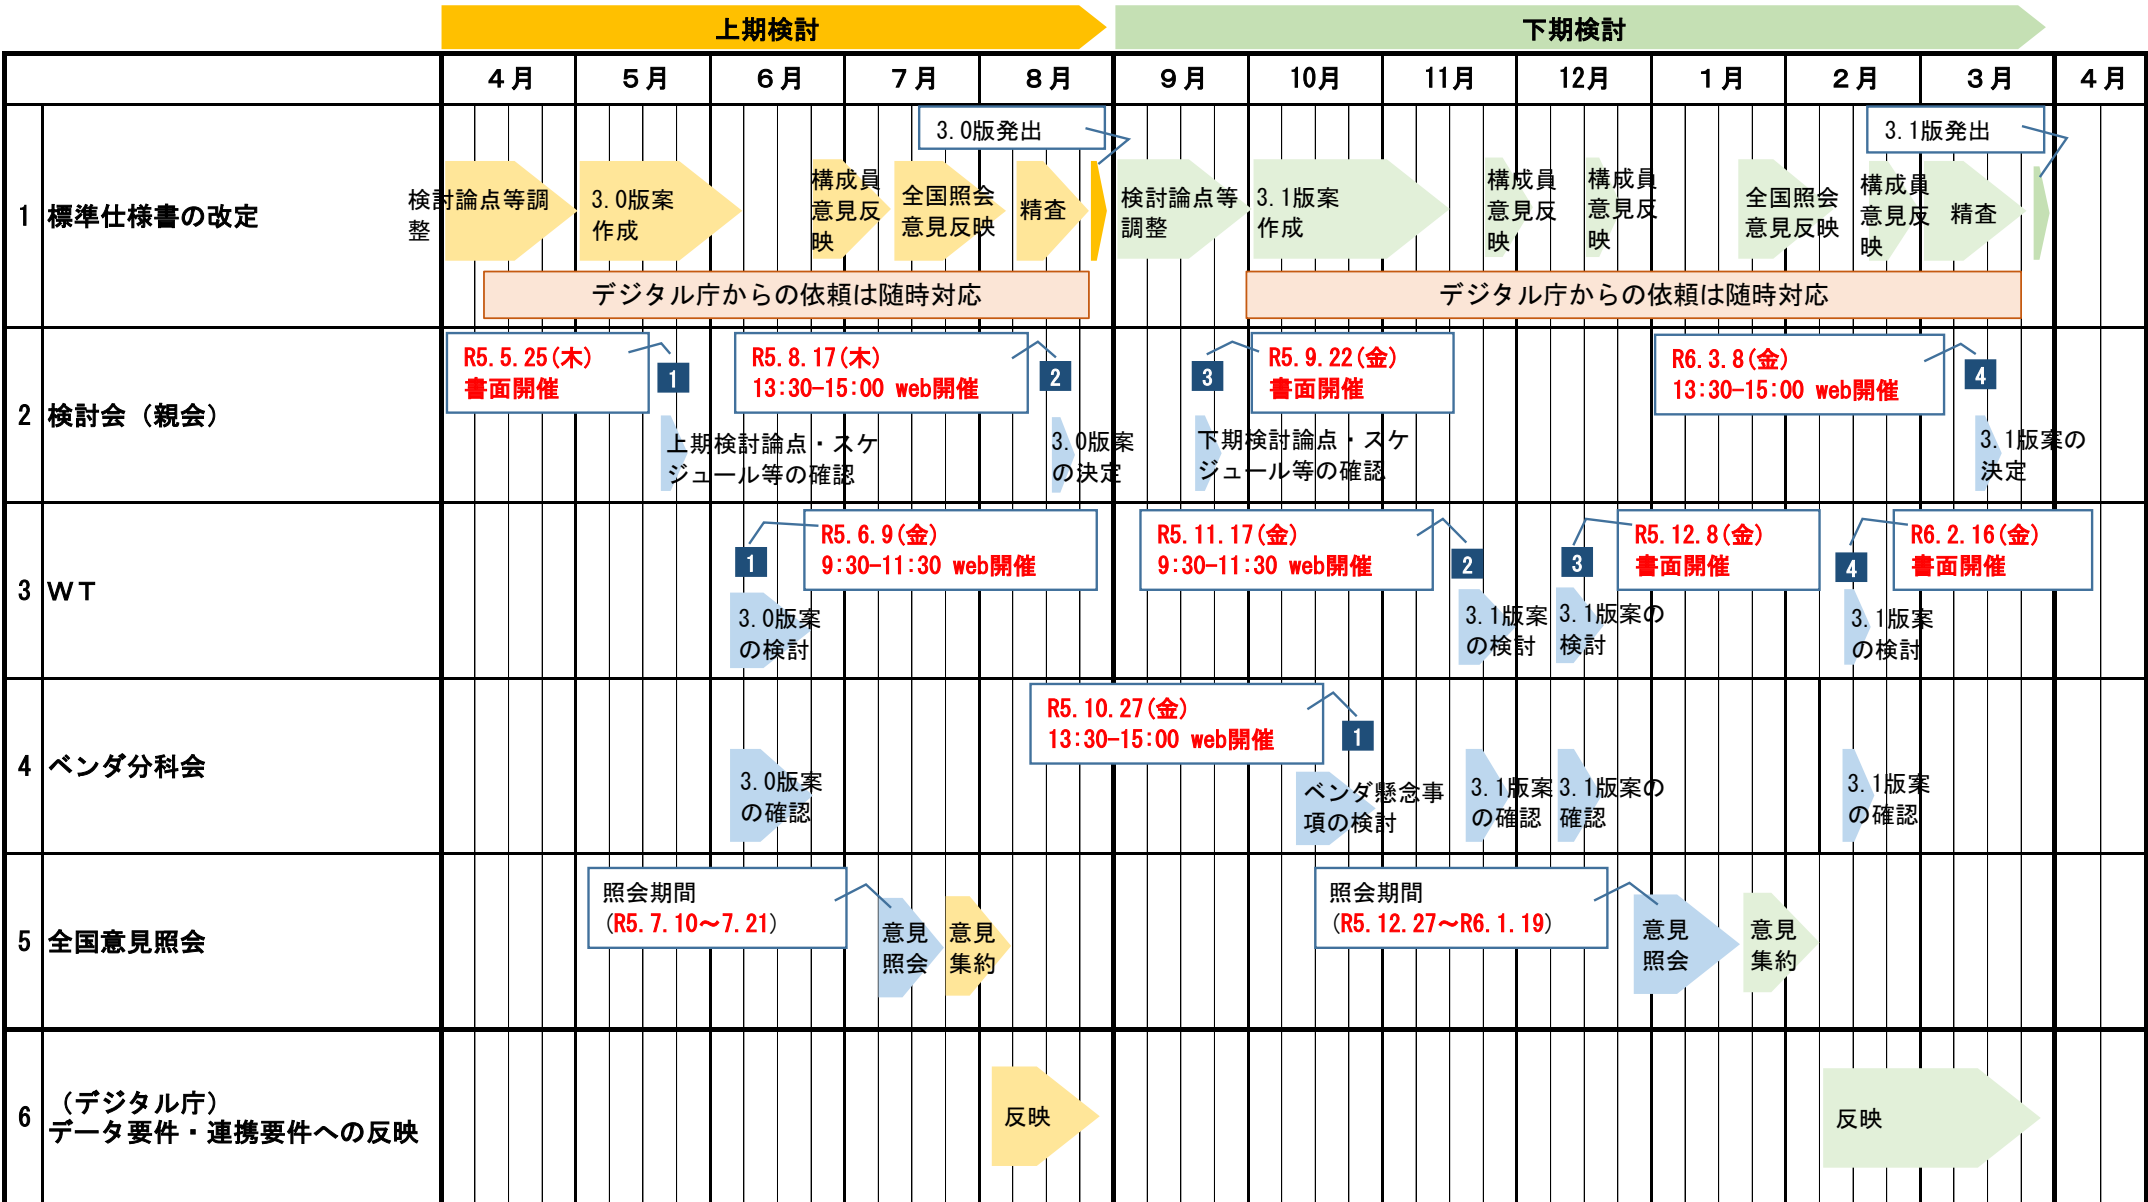 上期検討
下期検討
4月 5月 6月 7月 8月 9月 10月 11月 12月 1月 2月 3月 4月
1 標準仕様書の改定
3.0版発出
3.1版発出
検討論点等調
整
3.0版案
作成
構成員
意見反
映
全国照会
意見反映
精査
検討論点等
調整
3.1版案
作成
構成員
意見反
映
構成員
意見反
映
全国照会
意見反映
構成員
意見反
映
精査
デジタル庁からの依頼は随時対応
デジタル庁からの依頼は随時対応
2 検討会（親会）
R5.5.25(木)
書面開催
1
R5.8.17(木)
13:30-15:00 web開催
2
3
R5.9.22(金)
書面開催
R6.3.8(金)
13:30-15:00 web開催
4
上期検討論点・スケ
ジュール等の確認
3.0版案
の決定
下期検討論点・スケ
ジュール等の確認
3.1版案の
決定
3 WT
1
R5.6.9(金)
9:30-11:30 web開催
R5.11.17(金)
9:30-11:30 web開催
2
3
R5.12.8(金)
書面開催
4
R6.2.16(金)
書面開催
3.0版案
の検討
3.1版案
の検討
3.1版案の
検討
3.1版案
の検討
4 ベンダ分科会
R5.10.27(金)
13:30-15:00 web開催
1
3.0版案
の確認
ベンダ懸念事
項の検討
3.1版案
の確認
3.1版案の
確認
3.1版案
の確認
5 全国意見照会
照会期間
(R5.7.10～7.21)
意見
照会
意見
集約
照会期間
(R5.12.27～R6.1.19)
意見
照会
意見
集約
6 （デジタル庁）
データ要件・連携要件への反映
反映
反映